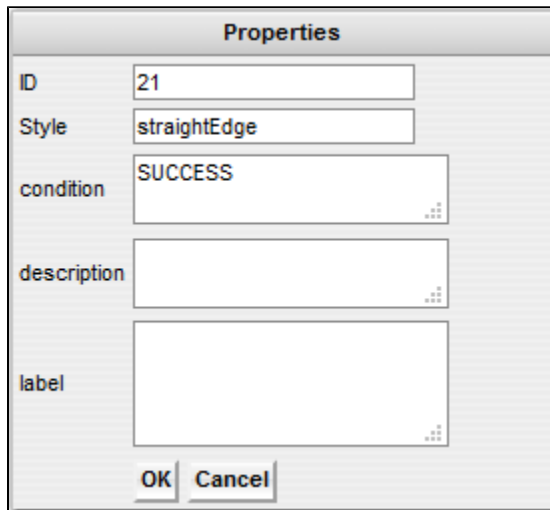 Properties
ID 21
Style straightEdge
condition SUCCESS
description
label
OK Cancel